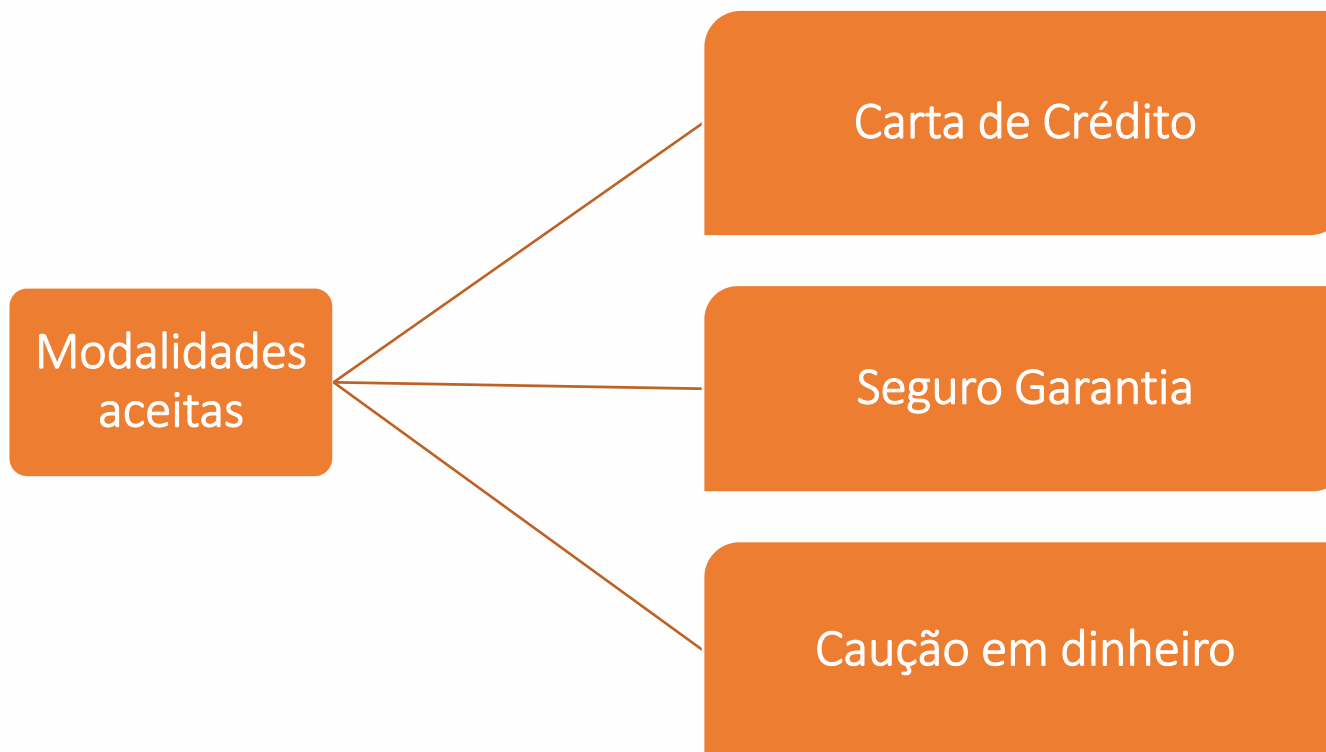 Carta de Crédito
Modalidades
aceitas
Seguro Garantia
Caução em dinheiro